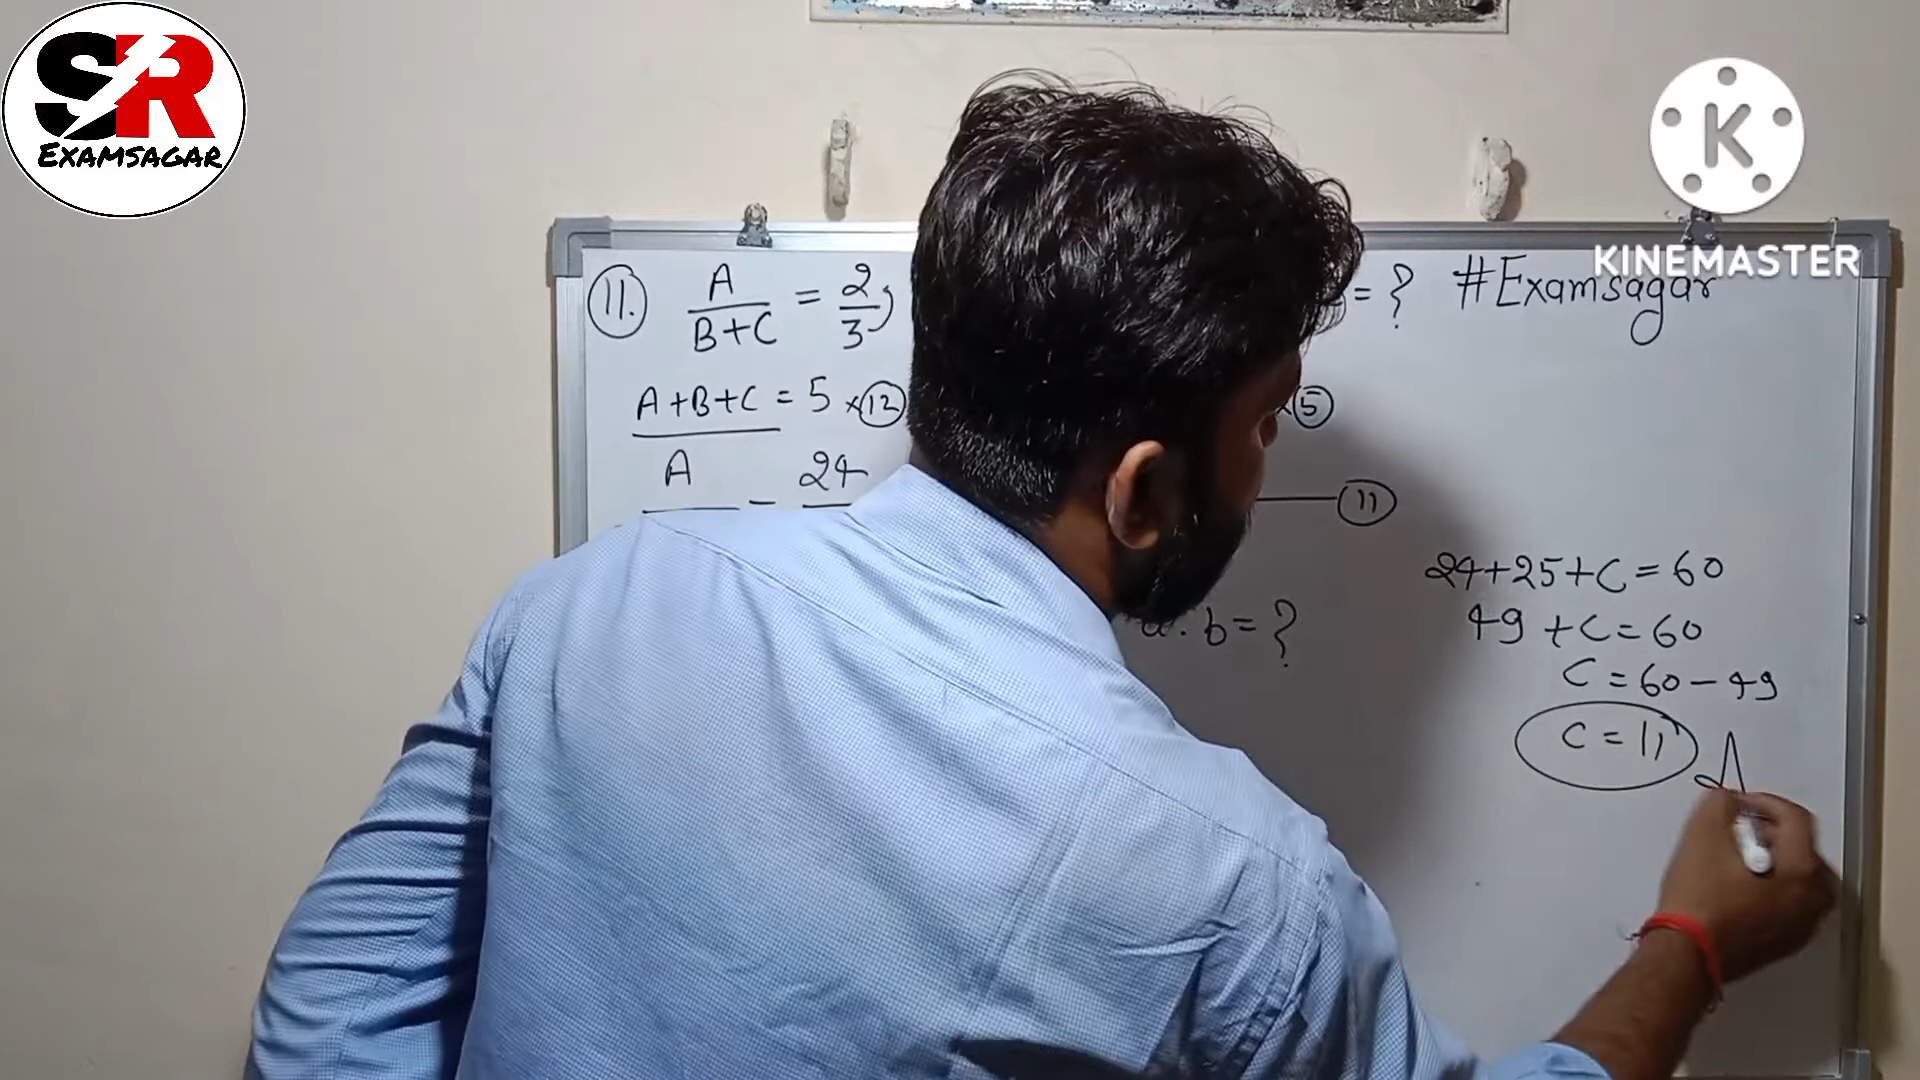 SR
EXAMSAGAR
K
KINEMASTER
11. A/(B+C) = 2/3, = ? #Examsagar
A+B+C = 5 ×12 ×5
A 24
11
24+25+C=60
b=?
49+C=60
C=60-49
C=11
A